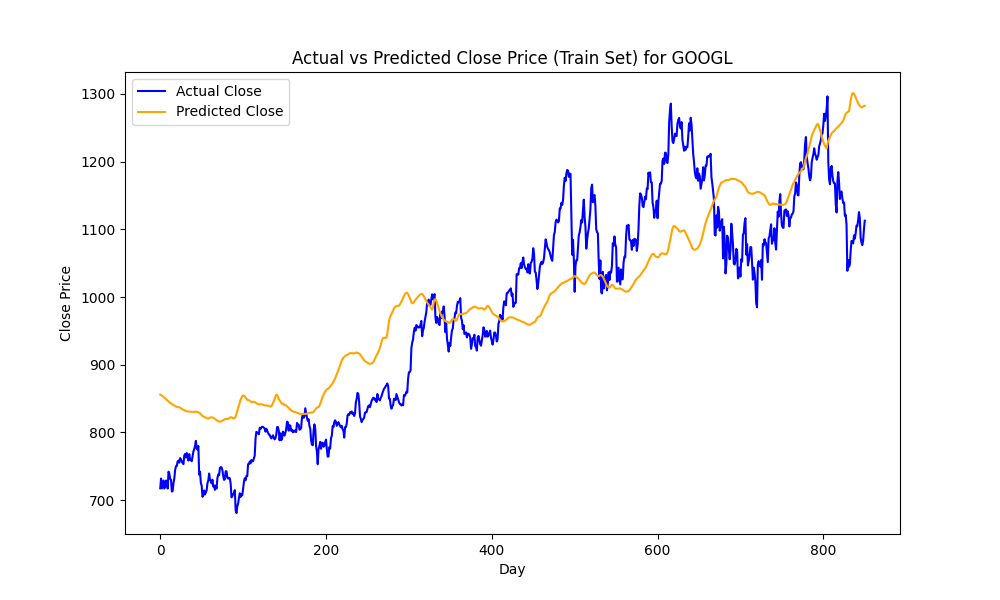 Actual vs Predicted Close Price (Train Set) for GOOGL
Actual Close
Predicted Close
1300
1200
1100
1000
900
800
700
Close Price
0 200 400 600 800
Day